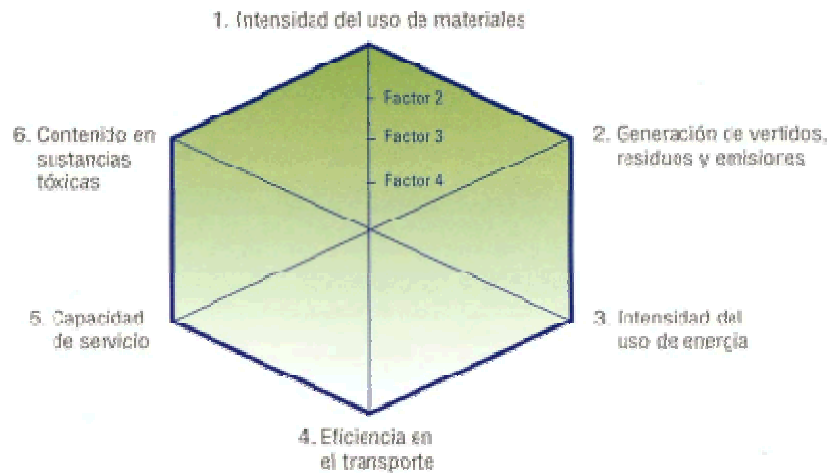 1. Intensidad del uso de materiales
Factor 2
Factor 3
Factor 4
2. Generación de vertidos,
residuos y emisiones
3. Intensidad del
uso de energía
4. Eficiencia en
el transporte
5. Capacidad
de servicio
6. Contenido en
sustancias
tóxicas